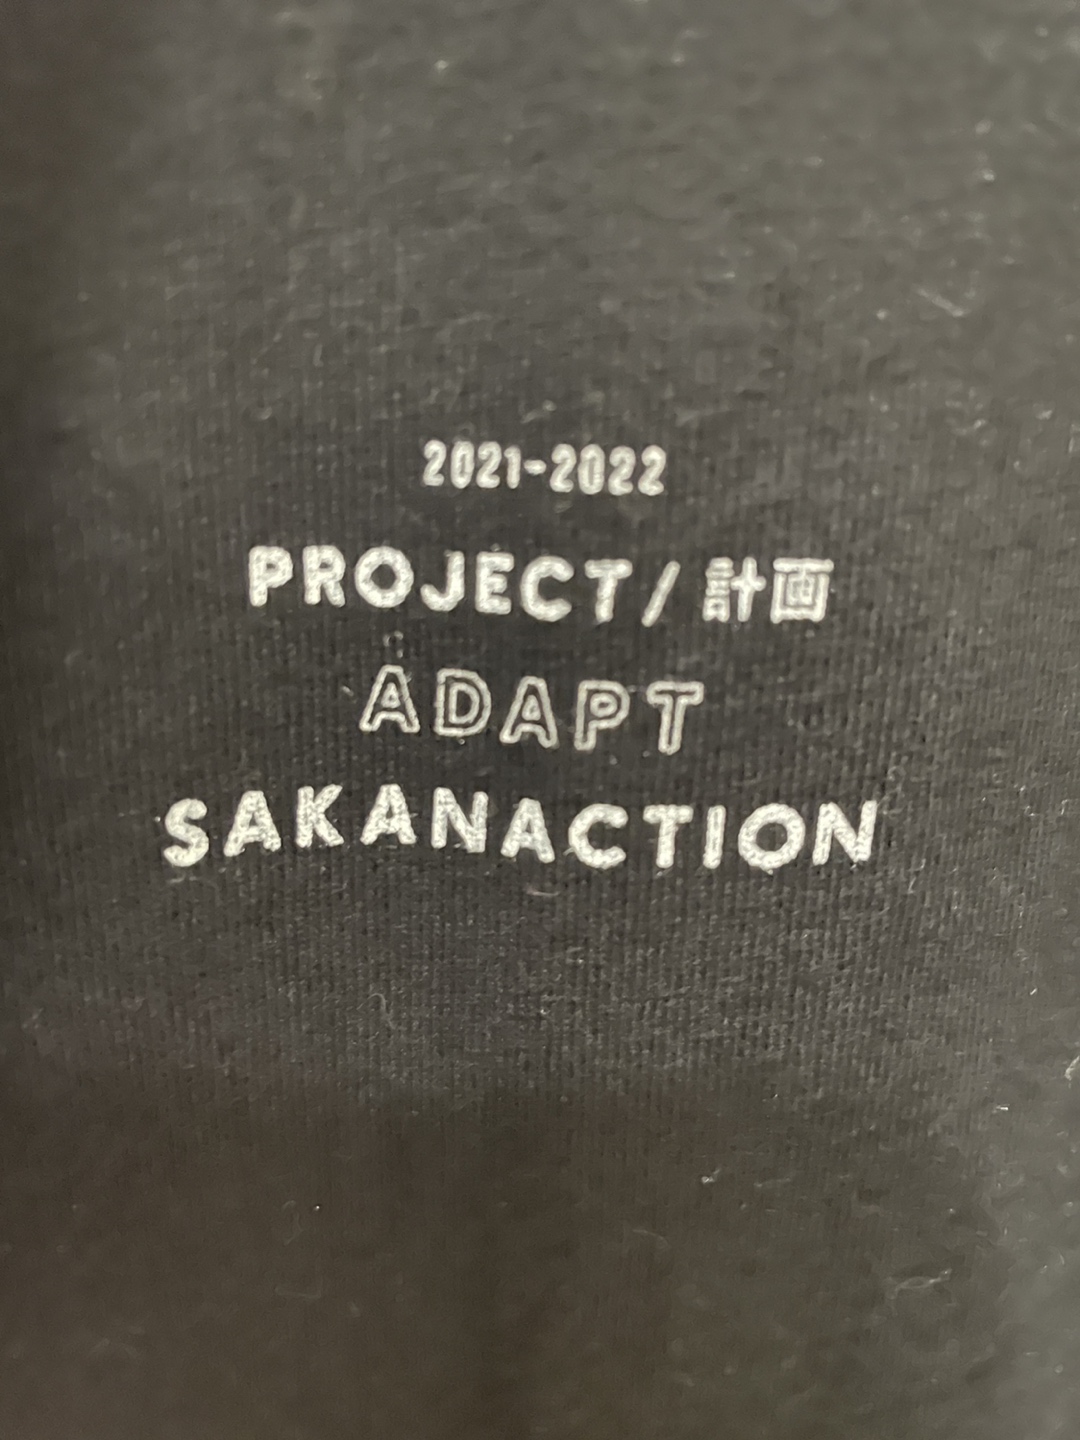 2021-2022
PROJECT/計画
ADAPT
SAKANACTION